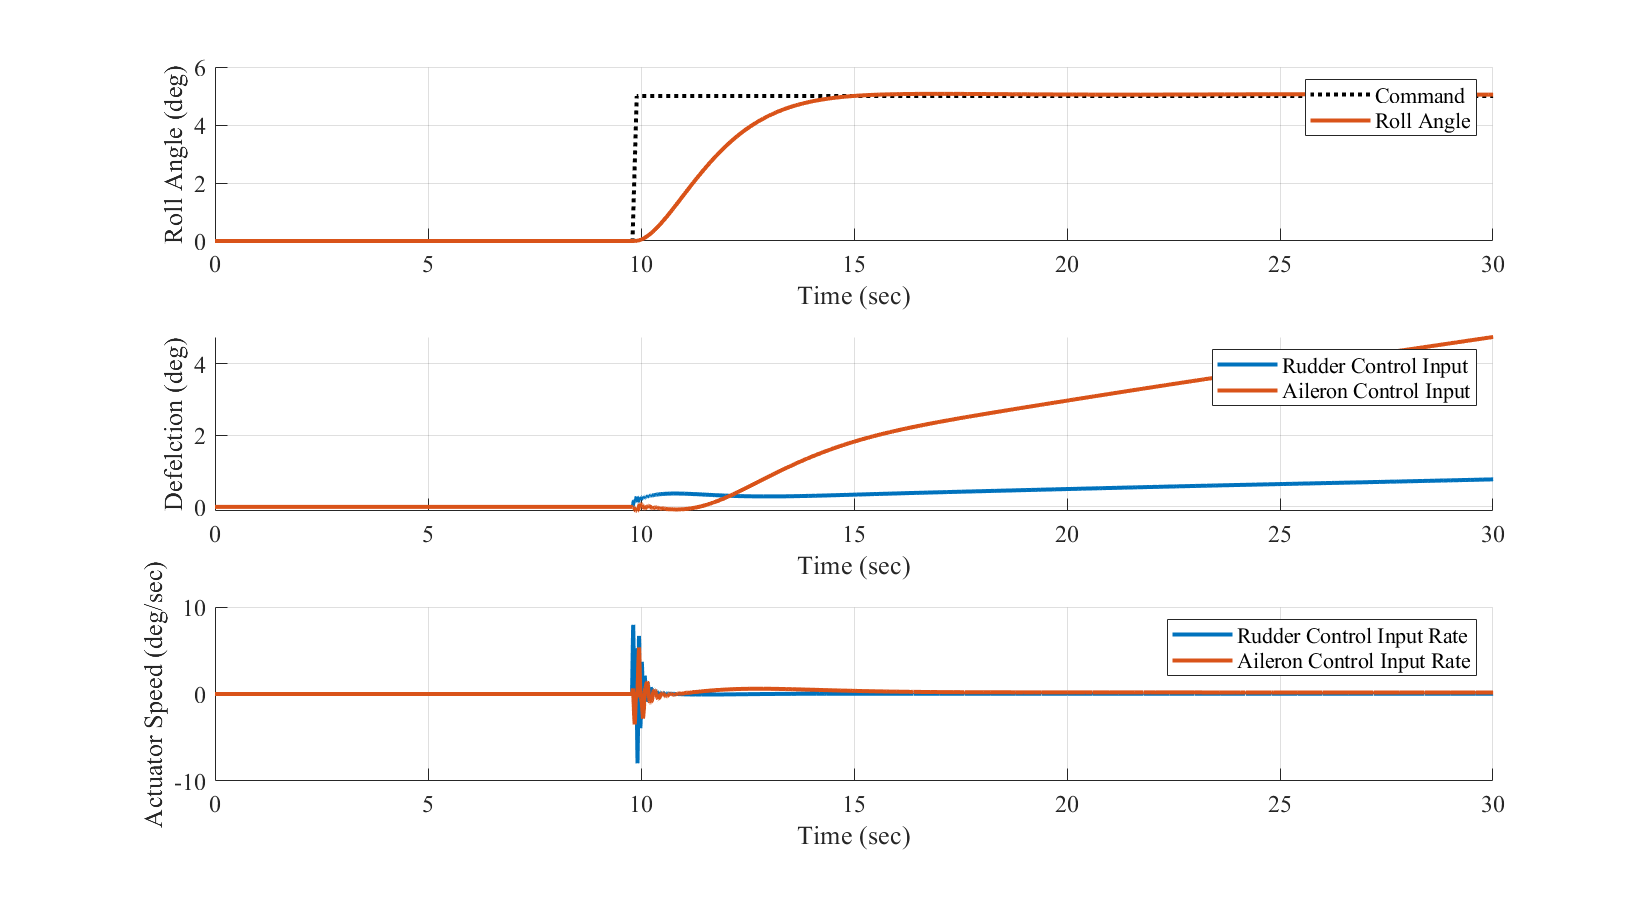 Roll Angle (deg)
6
4
2
0
Command
Roll Angle
0 5 10 15 20 25 30
Time (sec)
Defelction (deg)
4
2
0
Rudder Control Input
Aileron Control Input
0 5 10 15 20 25 30
Time (sec)
Actuator Speed (deg/sec)
10
0
-10
Rudder Control Input Rate
Aileron Control Input Rate
0 5 10 15 20 25 30
Time (sec)